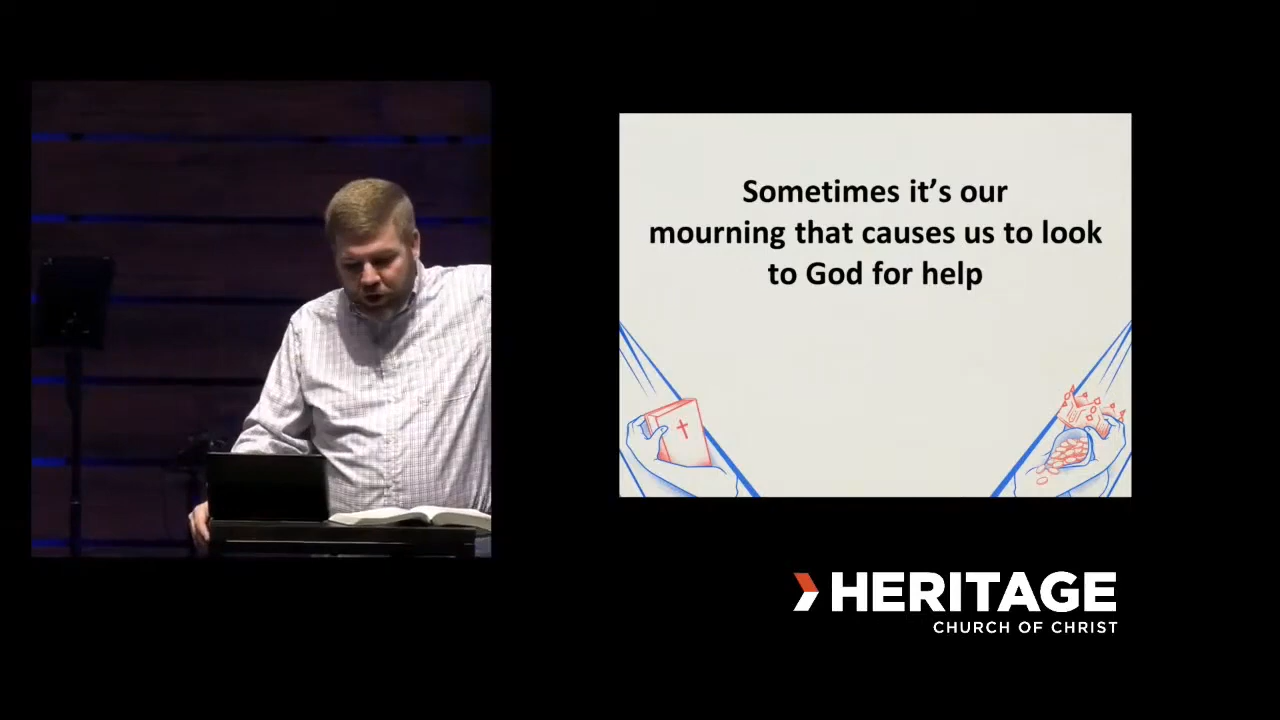 Sometimes it’s our
mourning that causes us to look
to God for help
HERITAGE
CHURCH OF CHRIST